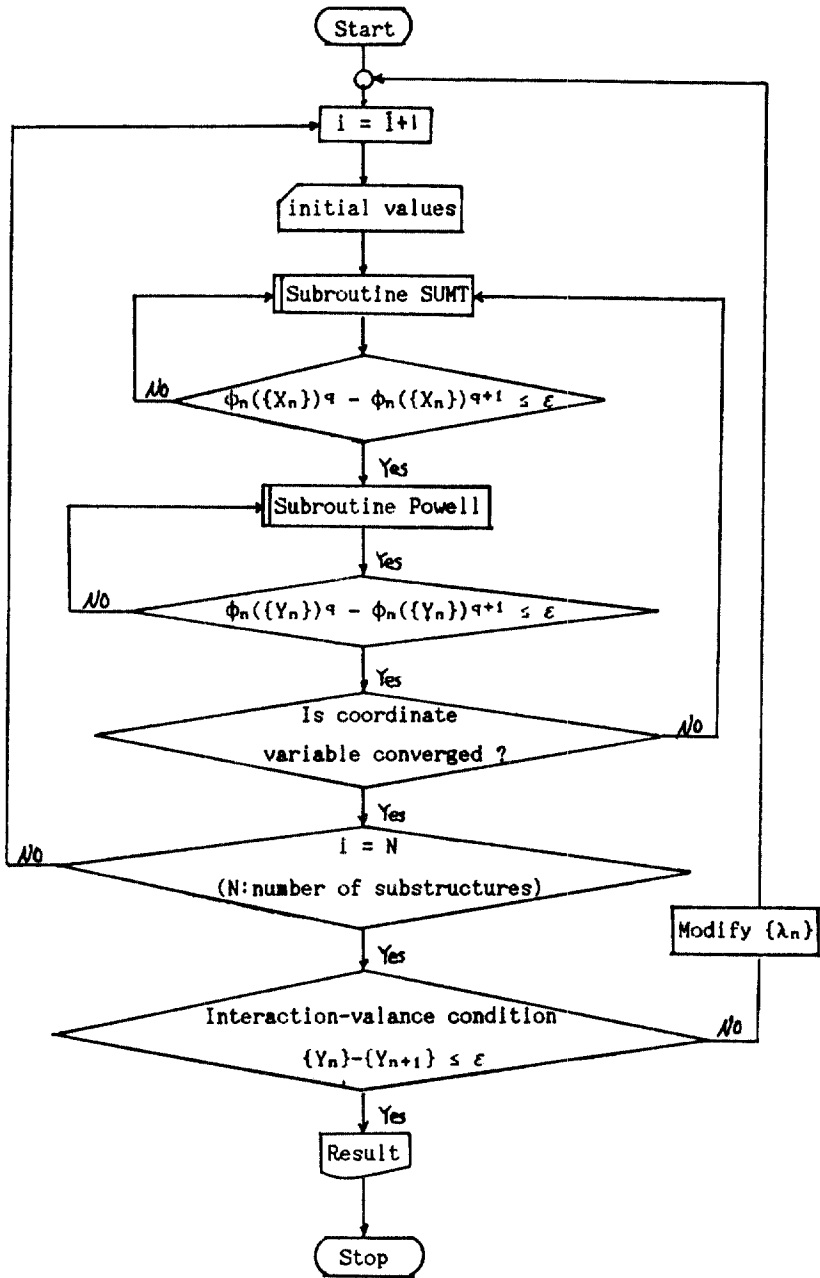 Start
i = I+i
initial values
Subroutine SUMT
ϕn({Xn})q - ϕn({Xn})q+1 ≤ ε
No
Yes
Subroutine Powell
Yes
ϕn({Yn})q - ϕn({Yn})q+1 ≤ ε
No
Yes
Is coordinate
variable converged ?
No
Yes
i = N
(N:number of substructures)
No
Yes
Modify {λn}
Interaction-valance condition
{Yn}-{Yn+1} ≤ ε
No
Yes
Result
Stop